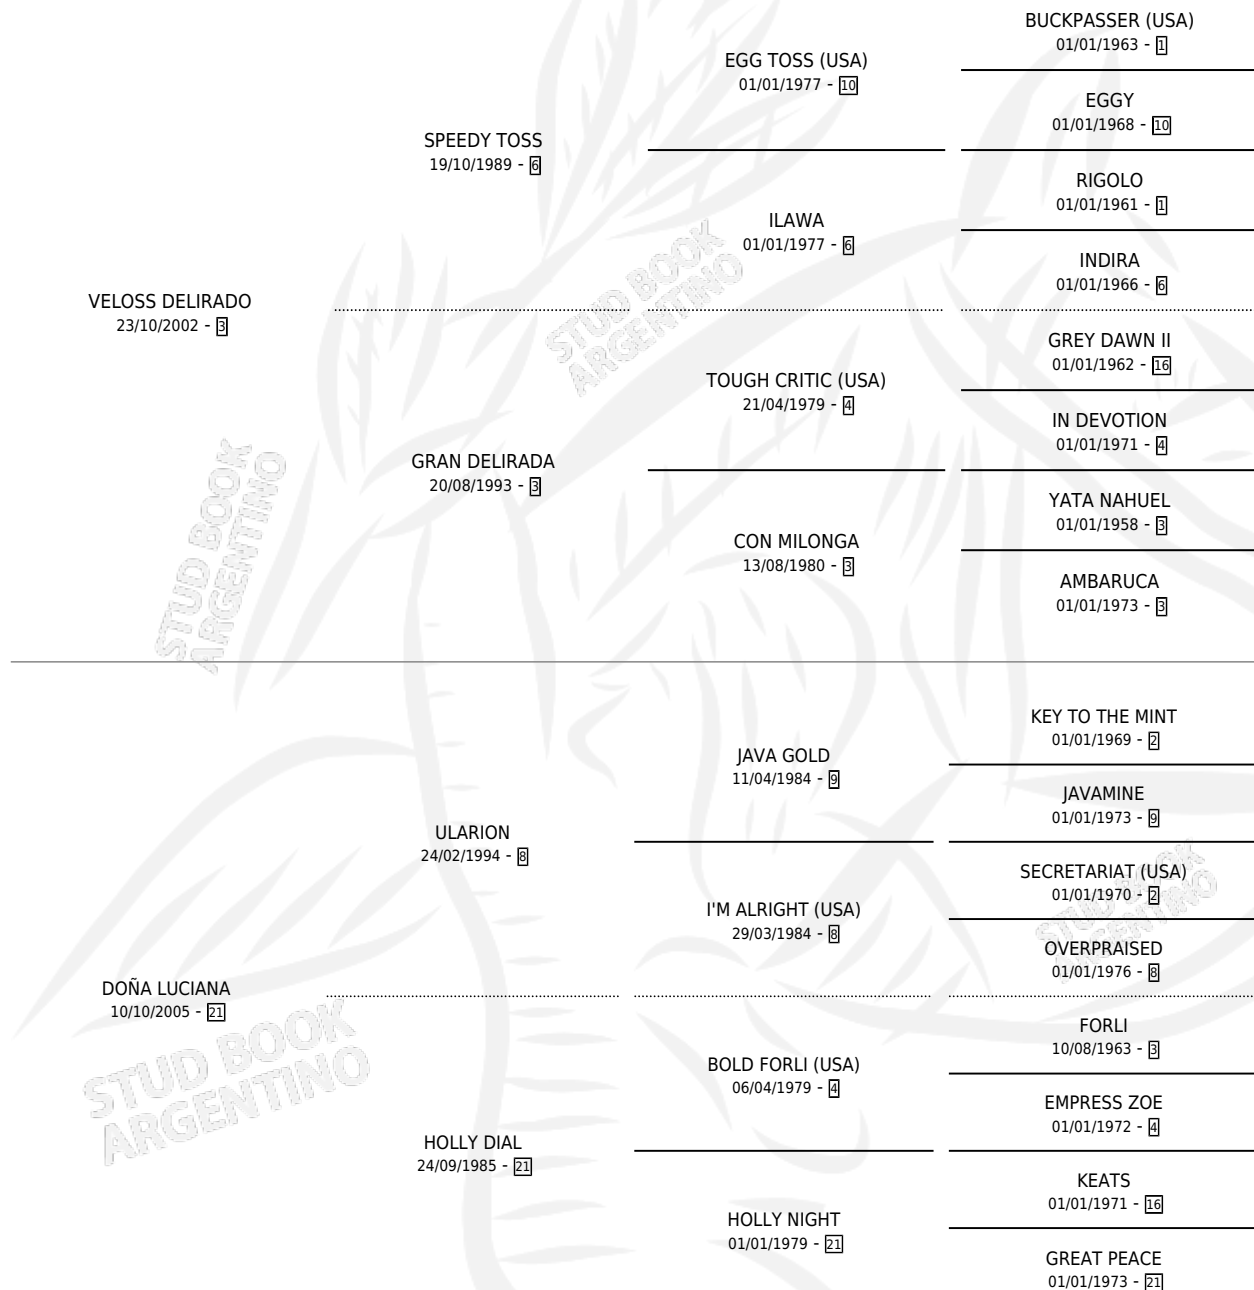 BUCKPASSER (USA)
01/01/1963 - 1
EGG TOSS (USA)
01/01/1977 - 10
EGGY
01/01/1968 - 10
SPEEDY TOSS
19/10/1989 - 6
RIGOLO
01/01/1961 - 1
ILAWA
01/01/1977 - 6
INDIRA
01/01/1966 - 6
VELOSS DELIRADO
23/10/2002 - 3
STUD BOOK
ARGENTINO
GREY DAWN II
01/01/1962 - 16
TOUGH CRITIC (USA)
21/04/1979 - 4
IN DEVOTION
01/01/1971 - 4
GRAN DELIRADA
20/08/1993 - 3
YATA NAHUEL
01/01/1958 - 3
CON MILONGA
13/08/1980 - 3
AMBARUCA
01/01/1973 - 3
STUD BOOK
ARGENTINO
KEY TO THE MINT
01/01/1969 - 2
JAVA GOLD
11/04/1984 - 9
JAVAMINE
01/01/1973 - 9
ULARION
24/02/1994 - 8
SECRETARIAT (USA)
01/01/1970 - 2
I'M ALRIGHT (USA)
29/03/1984 - 8
STUD BOOK
ARGENTINO
OVERPRAISED
01/01/1976 - 8
DOÑA LUCIANA
10/10/2005 - 21
FORLI
10/08/1963 - 3
BOLD FORLI (USA)
06/04/1979 - 4
EMPRESS ZOE
01/01/1972 - 4
STUD BOOK
ARGENTINO
HOLLY DIAL
24/09/1985 - 21
KEATS
01/01/1971 - 16
HOLLY NIGHT
01/01/1979 - 21
GREAT PEACE
01/01/1973 - 21